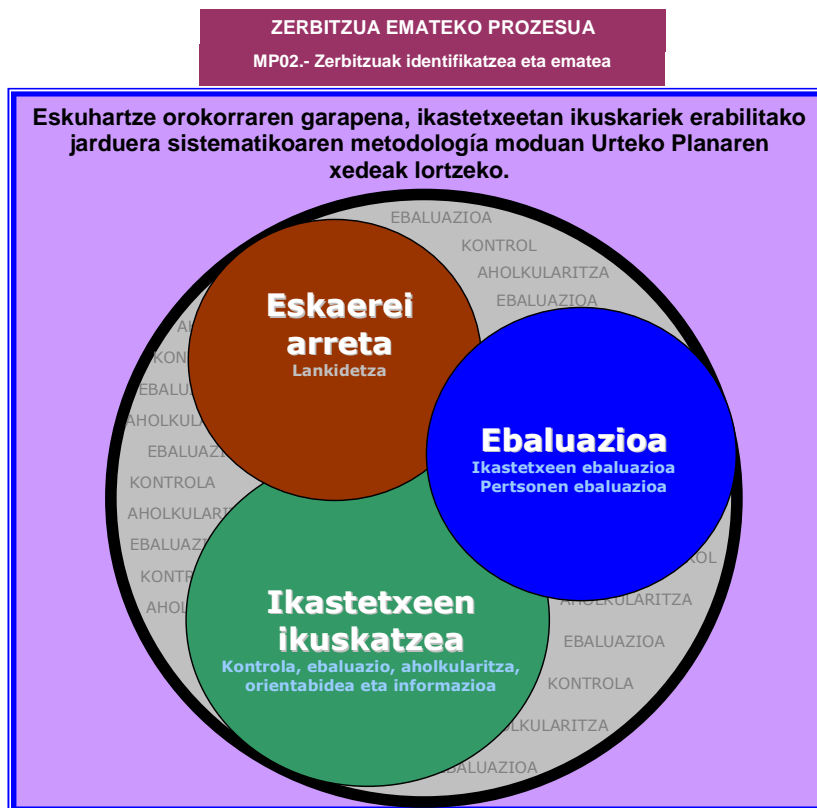 ZERBITZUA EMATEKO PROZESUA
MP02.- Zerbitzuak identifikatzea eta ematea
Eskuhartze orokorraren garapena, ikastetxeetan ikuskariek erabilitako
jarduera sistematikoaren metodología moduan Urteko Planaren
xedeak lortzeko.
EBALUAZIOA
KONTROL
AHOLKULARITZA
EBALUAZIOA
Eskaerei
arreta
Lankidetza
Ebaluazioa
Ikastetxeen ebaluazioa
Pertsonen ebaluazioa
KONTROLA
Ikastetxeen
ikuskatzea
Kontrola, ebaluazio, aholkularitza,
orientabidea eta informazioa
EBALUAZIOA
KONTROLA